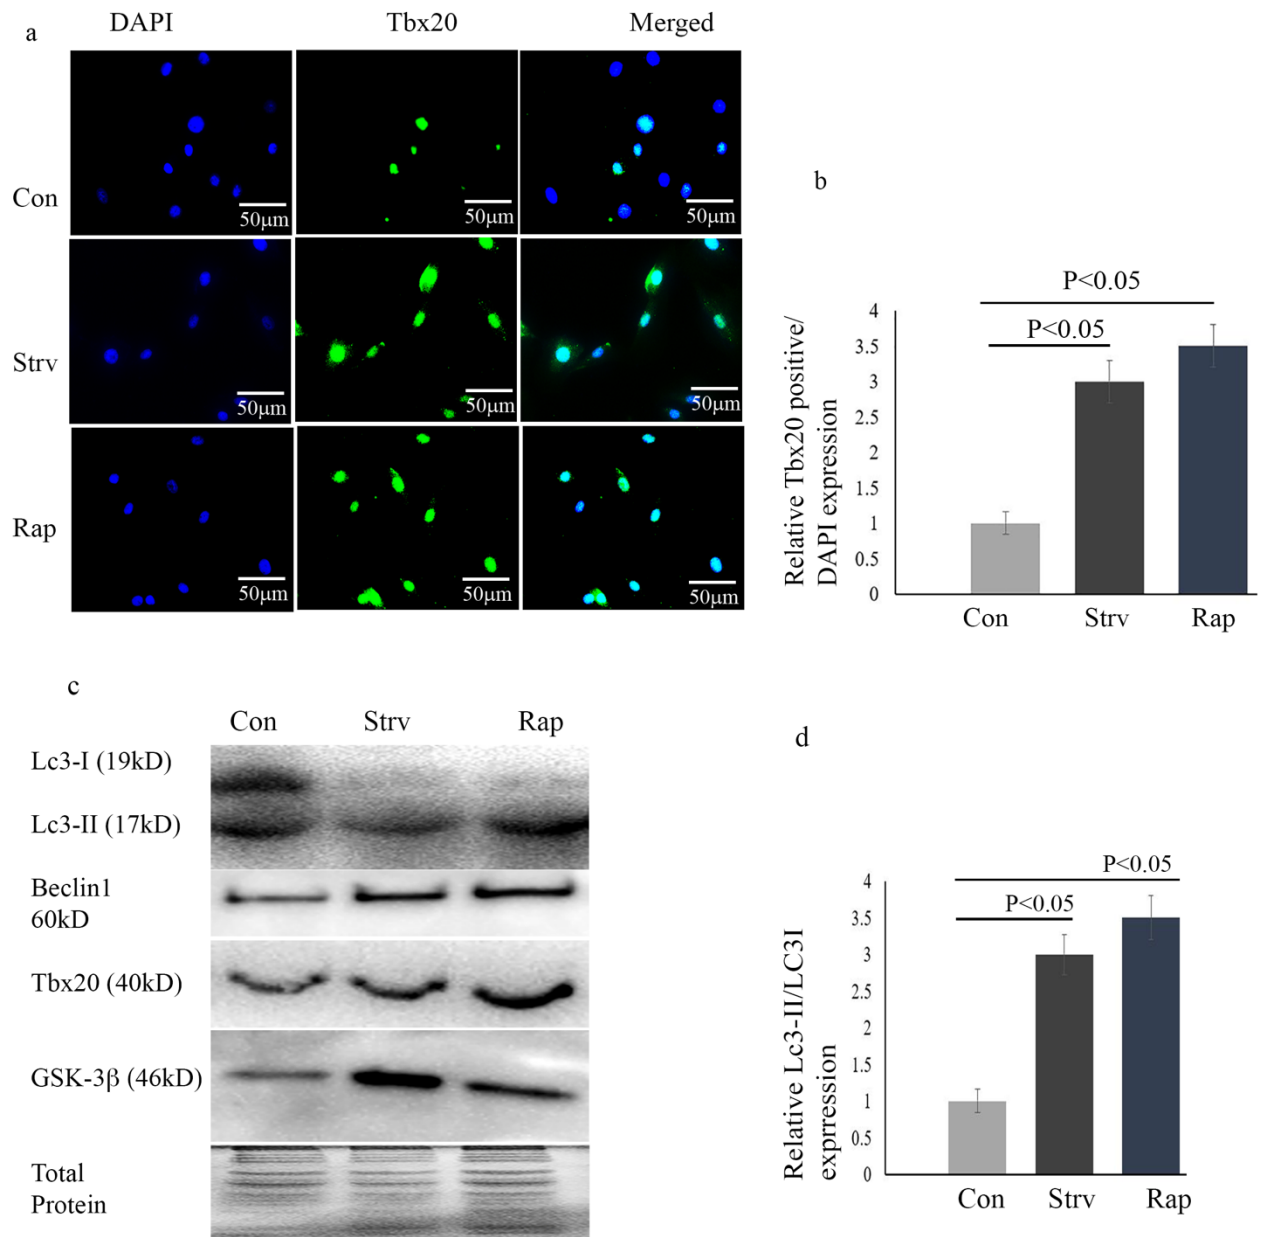 a
DAPI Tbx20 Merged
Con
50μm 50μm 50μm
Strv
50μm 50μm 50μm
Rap
50μm 50μm 50μm
b
Relative Tbx20 positive/
DAPI expression
P<0.05
P<0.05
4
3.5
3
2.5
2
1.5
1
0.5
0
Con Strv Rap
c
Con Strv Rap
Lc3-I (19kD)
Lc3-II (17kD)
Beclin1
60kD
Tbx20 (40kD)
GSK-3β (46kD)
Total
Protein
d
Relative Lc3-II/LC3I
exprression
P<0.05
P<0.05
4
3.5
3
2.5
2
1.5
1
0.5
0
Con Strv Rap